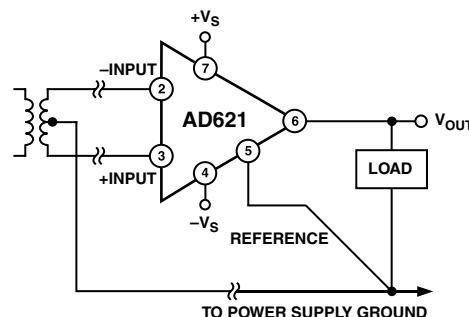 +VS
–INPUT
7
2
AD621
6
VOUT
3
5
4
LOAD
+INPUT
–VS
REFERENCE
TO POWER SUPPLY GROUND